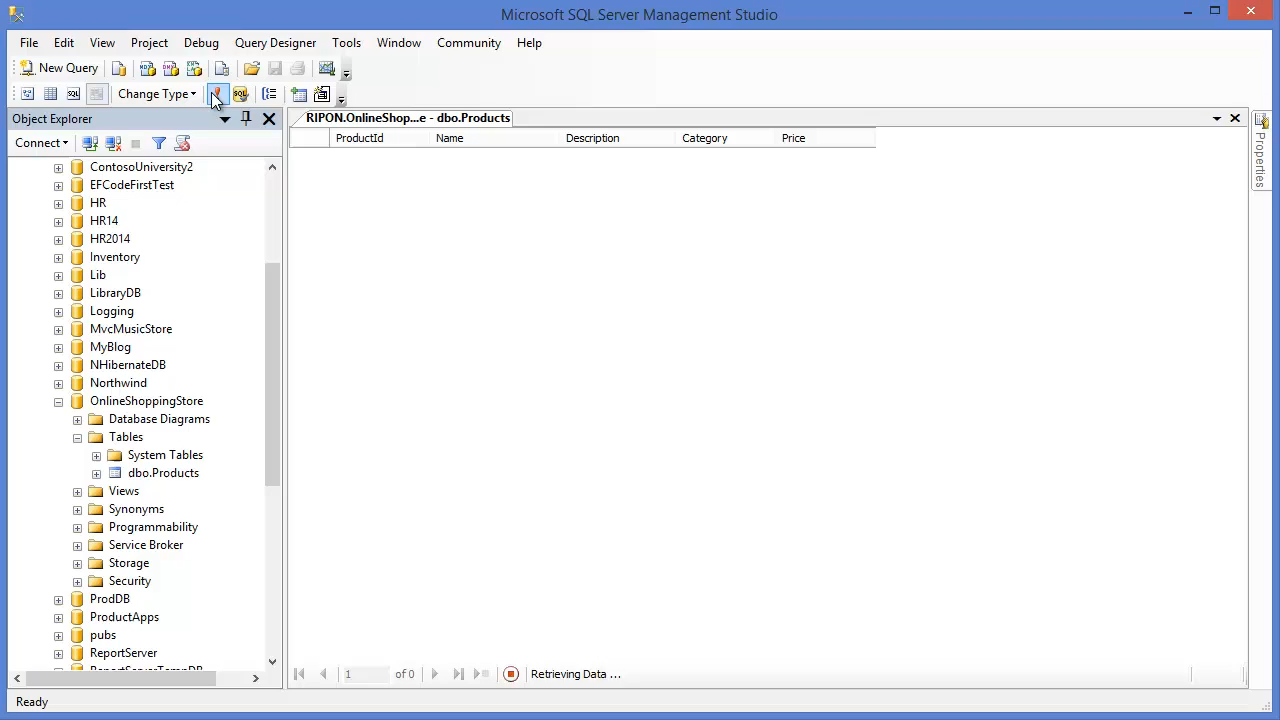 Microsoft SQL Server Management Studio
File Edit View Project Debug Query Designer Tools Window Community Help
New Query
Change Type
Object Explorer
RIPON.OnlineShop...e - dbo.Products
Connect
ProductId Name Description Category Price
Properties
ContosoUniversity2
EFCodeFirstTest
HR
HR14
HR2014
Inventory
Lib
LibraryDB
Logging
MvcMusicStore
MyBlog
NHibernateDB
Northwind
OnlineShoppingStore
Database Diagrams
Tables
System Tables
dbo.Products
Views
Synonyms
Programmability
Service Broker
Storage
Security
ProdDB
ProductApps
pubs
ReportServer
ReportServerTempDB
1 of 0 Retrieving Data ...
Ready